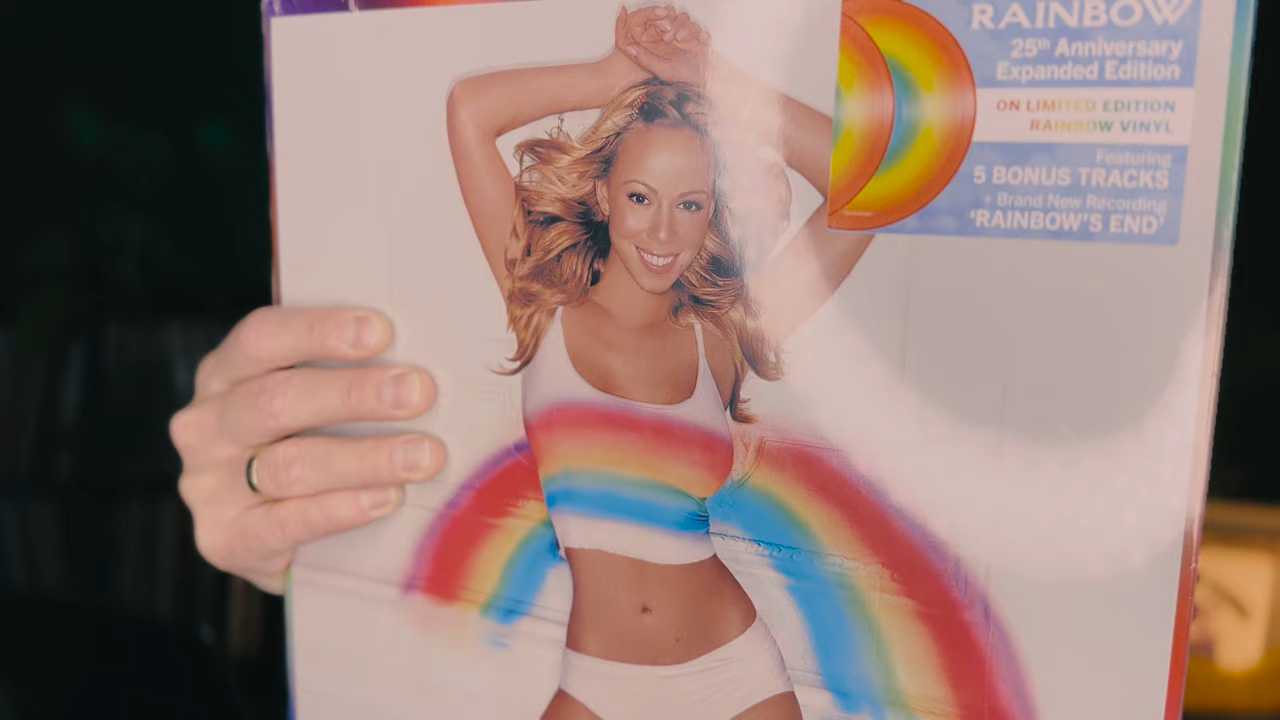 RAINBOW
25th Anniversary
Expanded Edition
ON LIMITED EDITION
RAINBOW VINYL
Featuring
5 BONUS TRACKS
+ Brand New Recording
‘RAINBOW’S END’